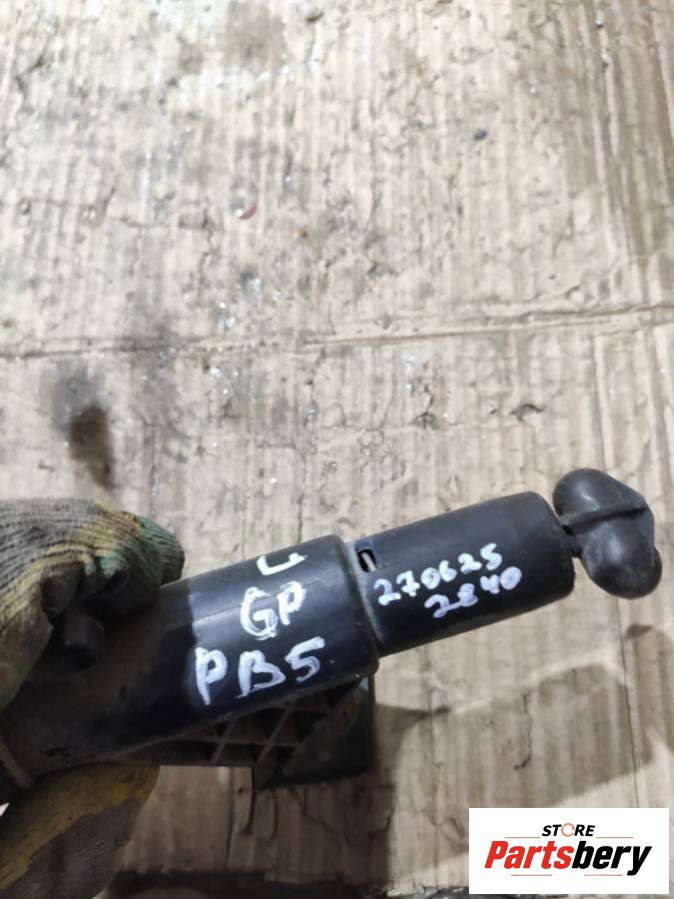 L
GP
PB5
270625
2840
STORE
Partsbery